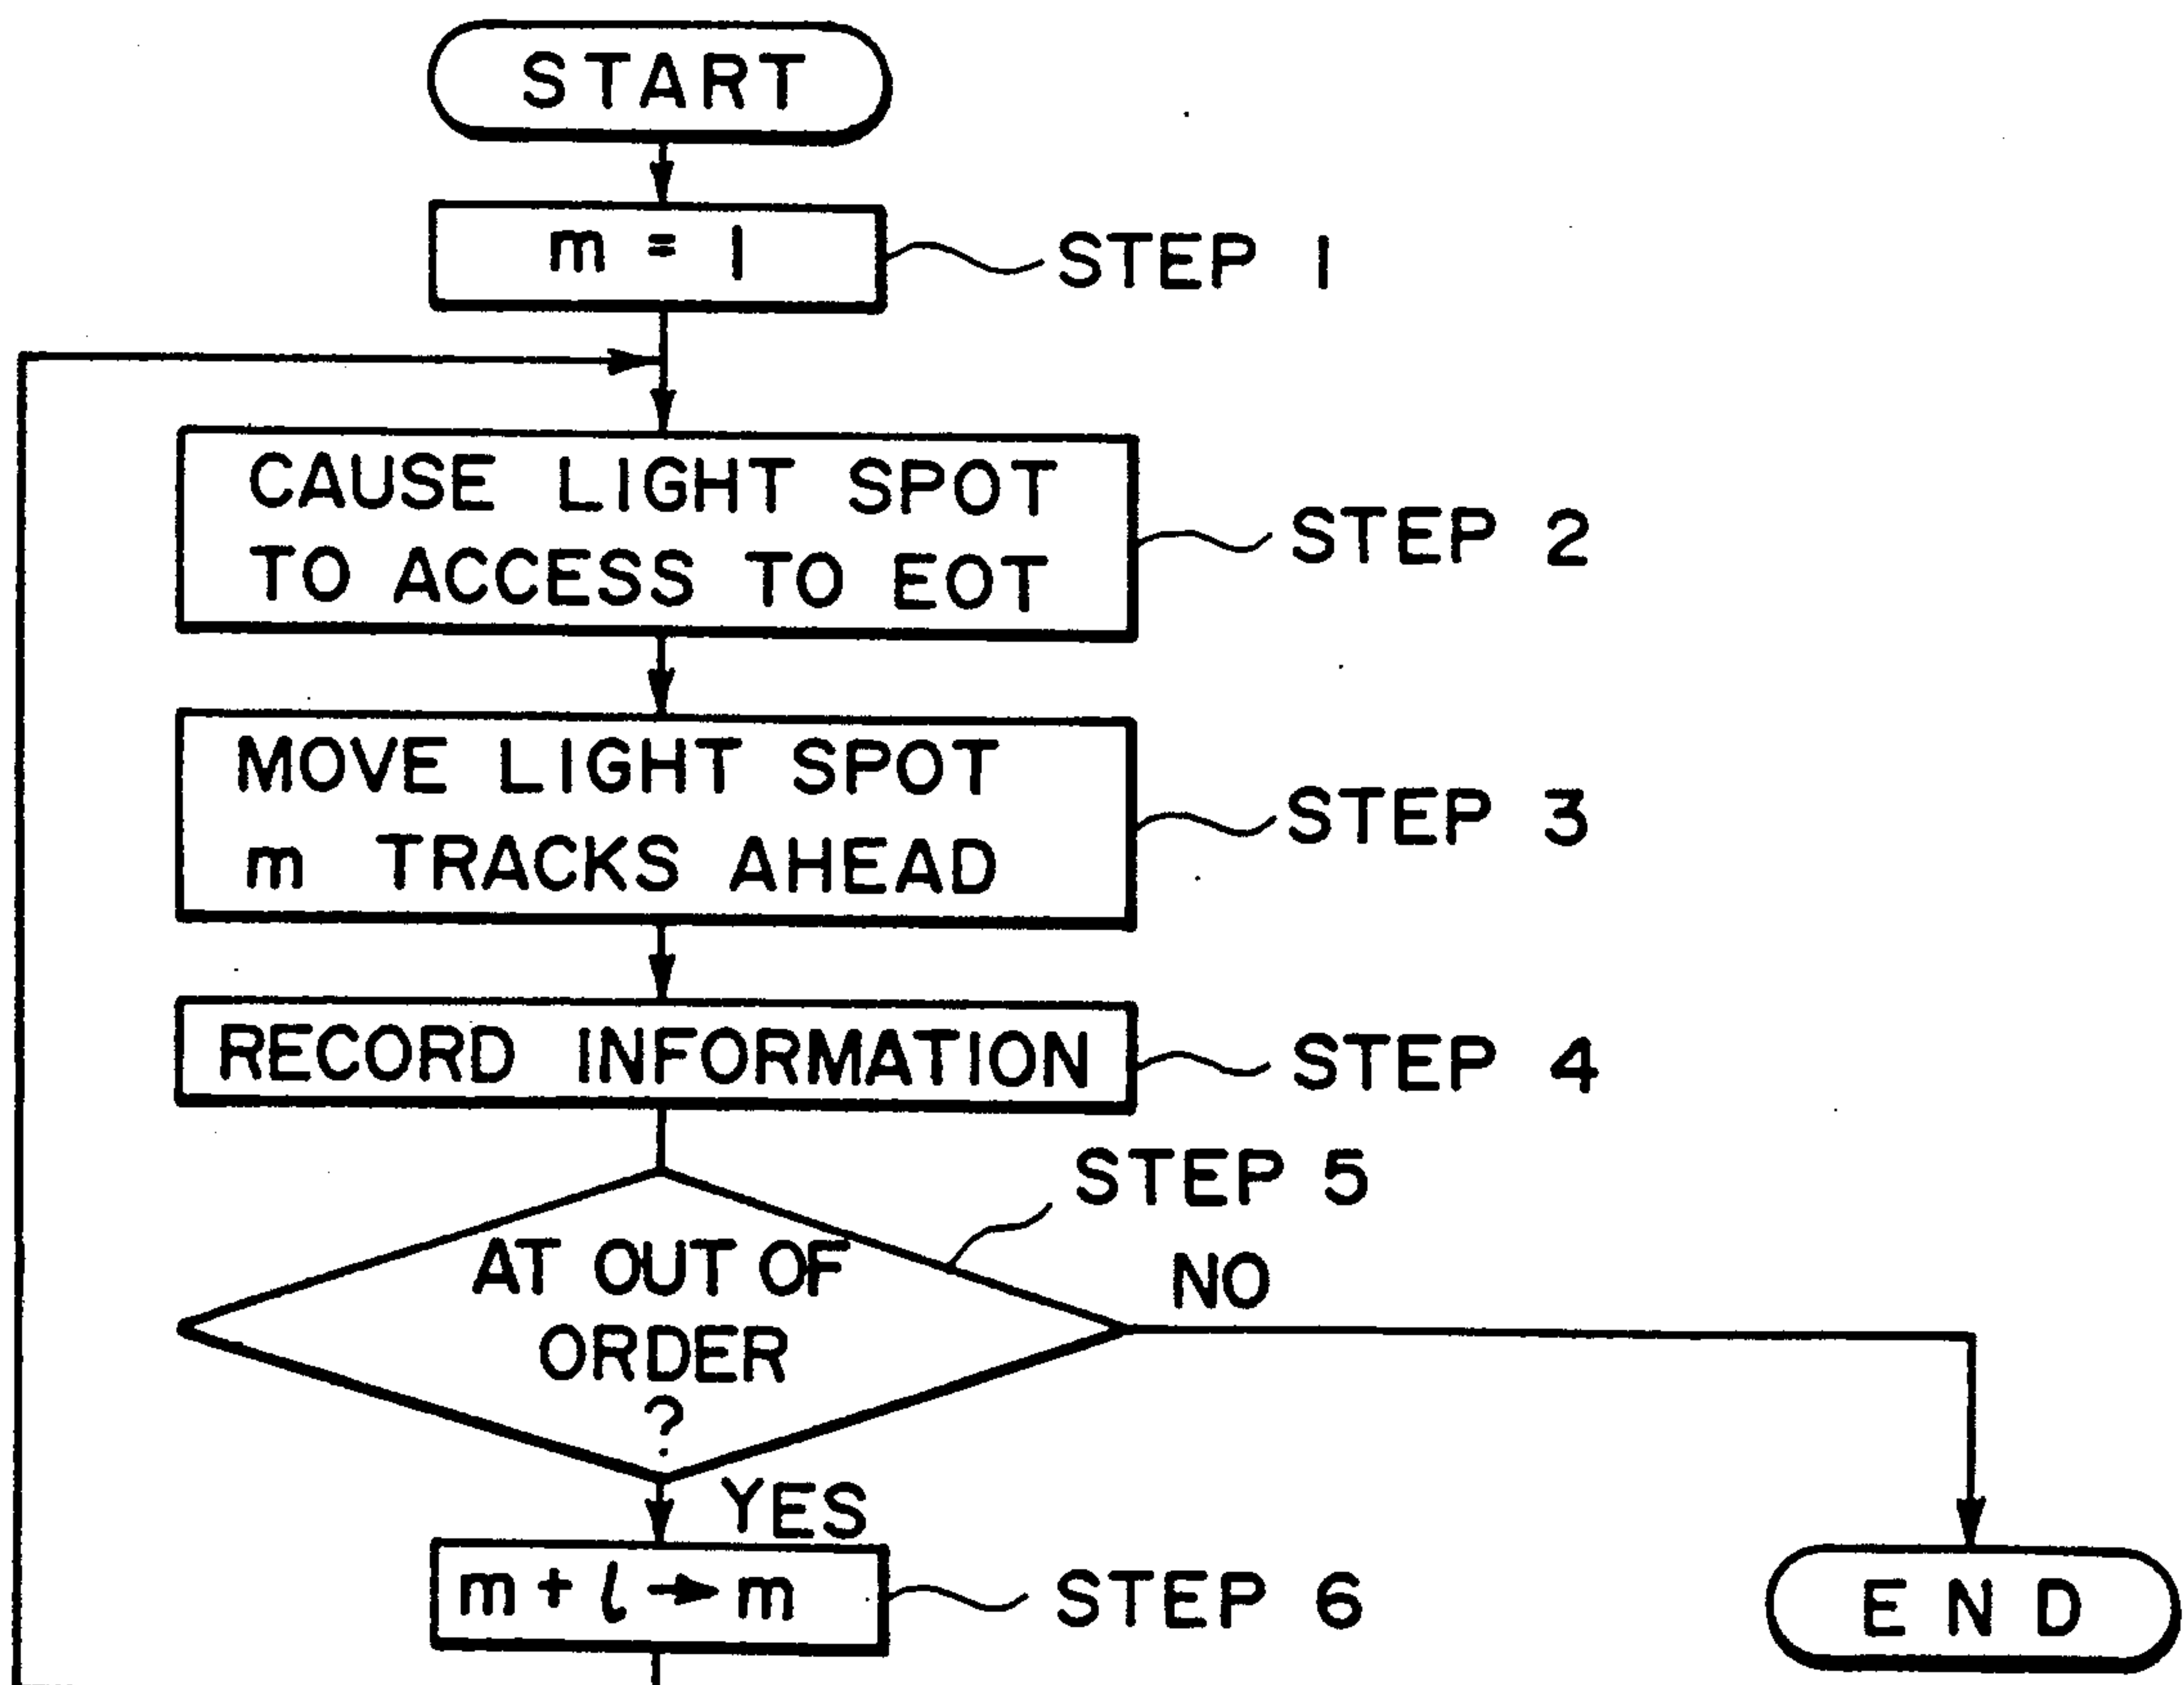 START
m = 1
STEP 1
CAUSE LIGHT SPOT
TO ACCESS TO EOT
STEP 2
MOVE LIGHT SPOT
m TRACKS AHEAD
STEP 3
RECORD INFORMATION
STEP 4
STEP 5
AT OUT OF
ORDER
?
NO
YES
m + l → m
STEP 6
END